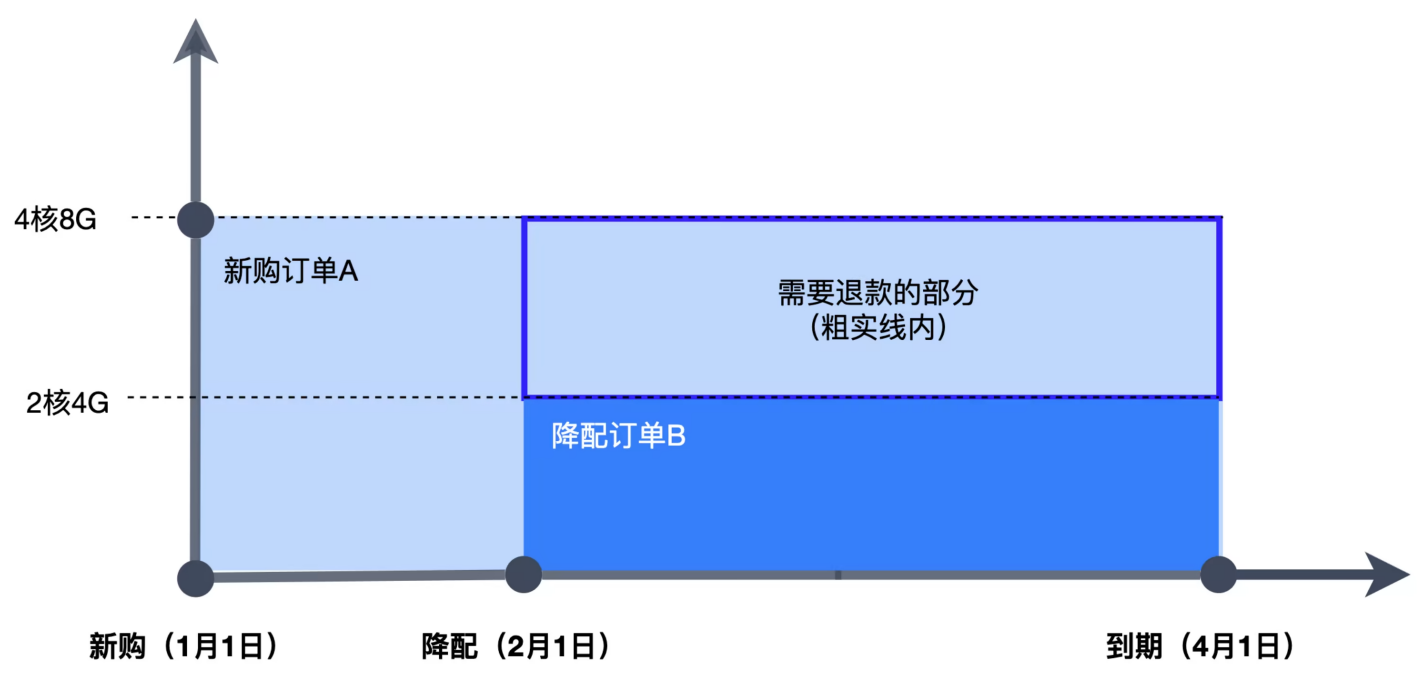 4核8G
新购订单A
需要退款的部分
（粗实线内）
2核4G
降配订单B
新购（1月1日）
降配（2月1日）
到期（4月1日）